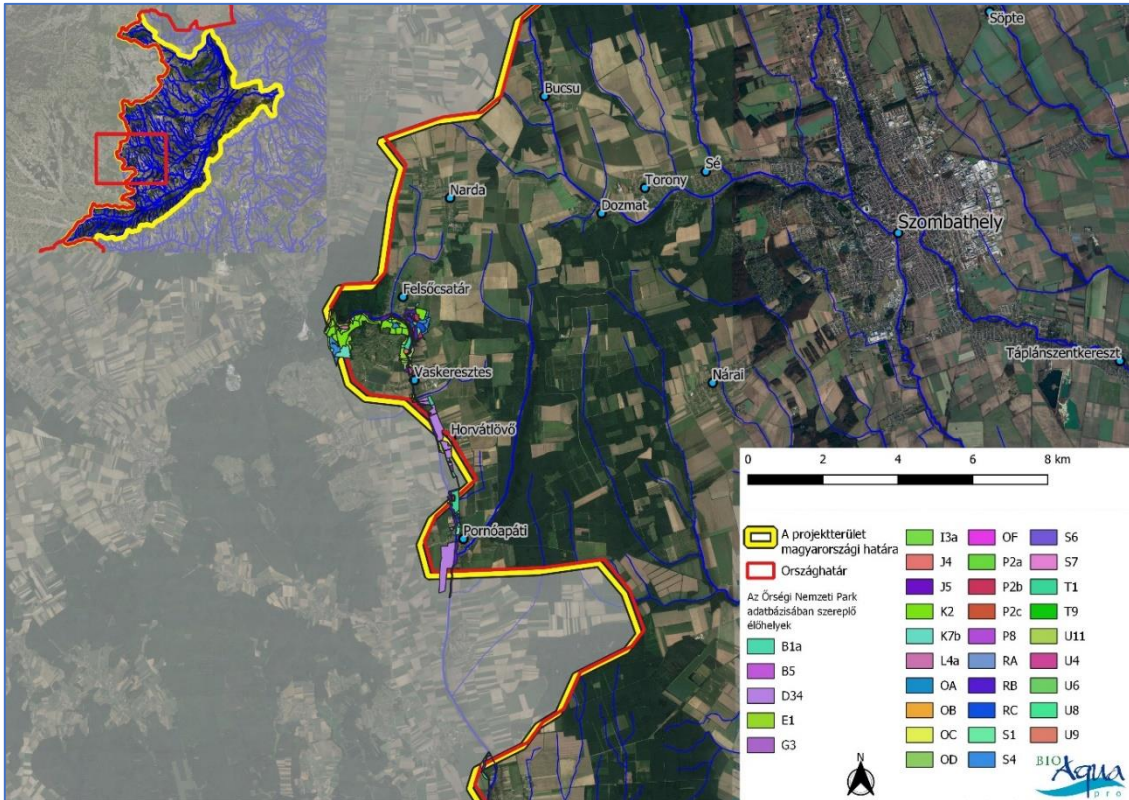 Söpte
Bucsu
Sé
Torony
Narda
Dozmat
Szombathely
Felsőcsatár
Táplánszentkereszt
Vaskeresztes
Nárai
Horvátlövő
Pornóapáti
0 2 4 6 8 km
A projektterület
magyarországi határa
Országhatár
Az Őrségi Nemzeti Park
adatbázisában szereplő
élőhelyek
B1a
B5
D34
E1
G3
I3a
J4
J5
K2
K7b
L4a
OA
OB
OC
OD
OF
P2a
P2b
P2c
P8
RA
RB
RC
S1
S4
S6
S7
T1
T9
U11
U4
U6
U8
U9
N
BIO
Aqua
pro